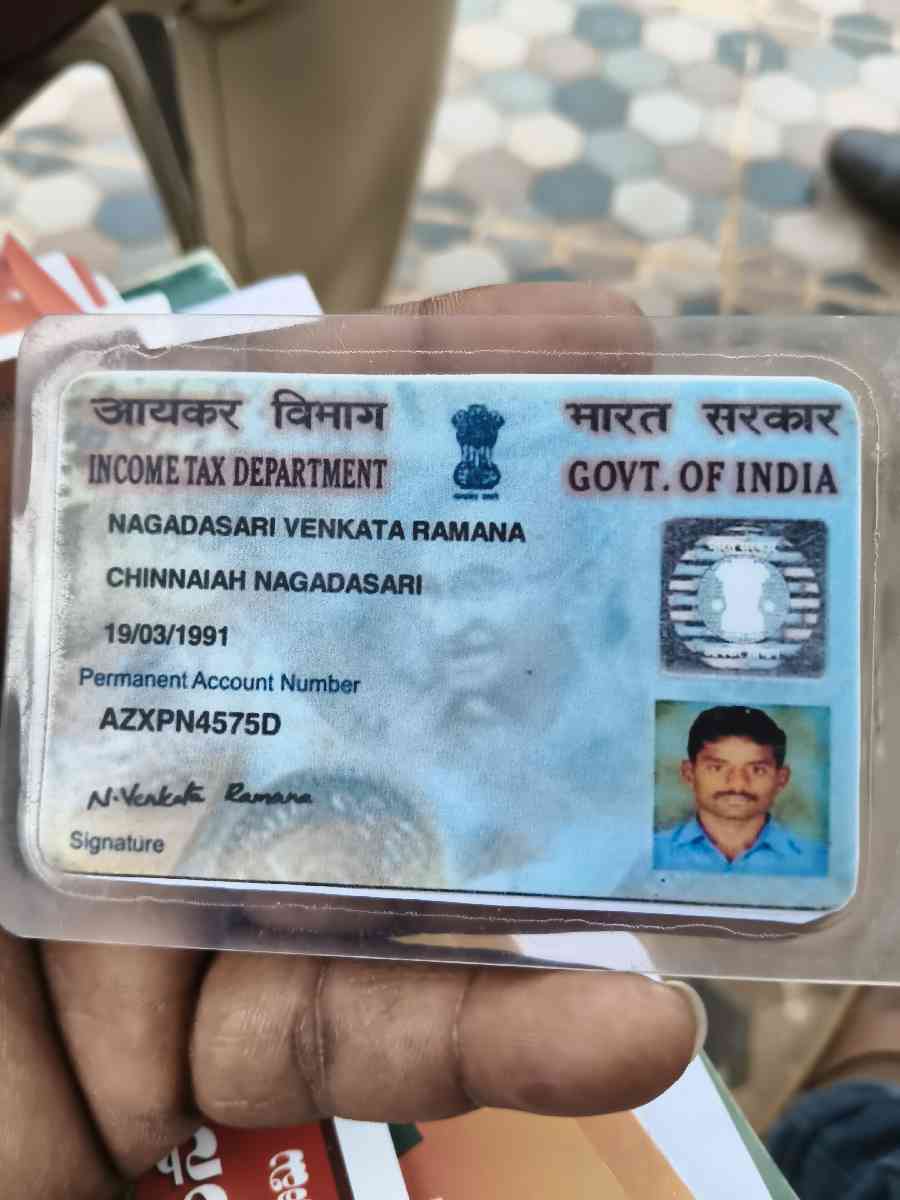 आयकर विभाग
INCOME TAX DEPARTMENT
भारत सरकार
GOVT. OF INDIA
NAGADASARI VENKATA RAMANA
CHINNAIAH NAGADASARI
19/03/1991
Permanent Account Number
AZXPN4575D
N. Venkata Ramana
Signature